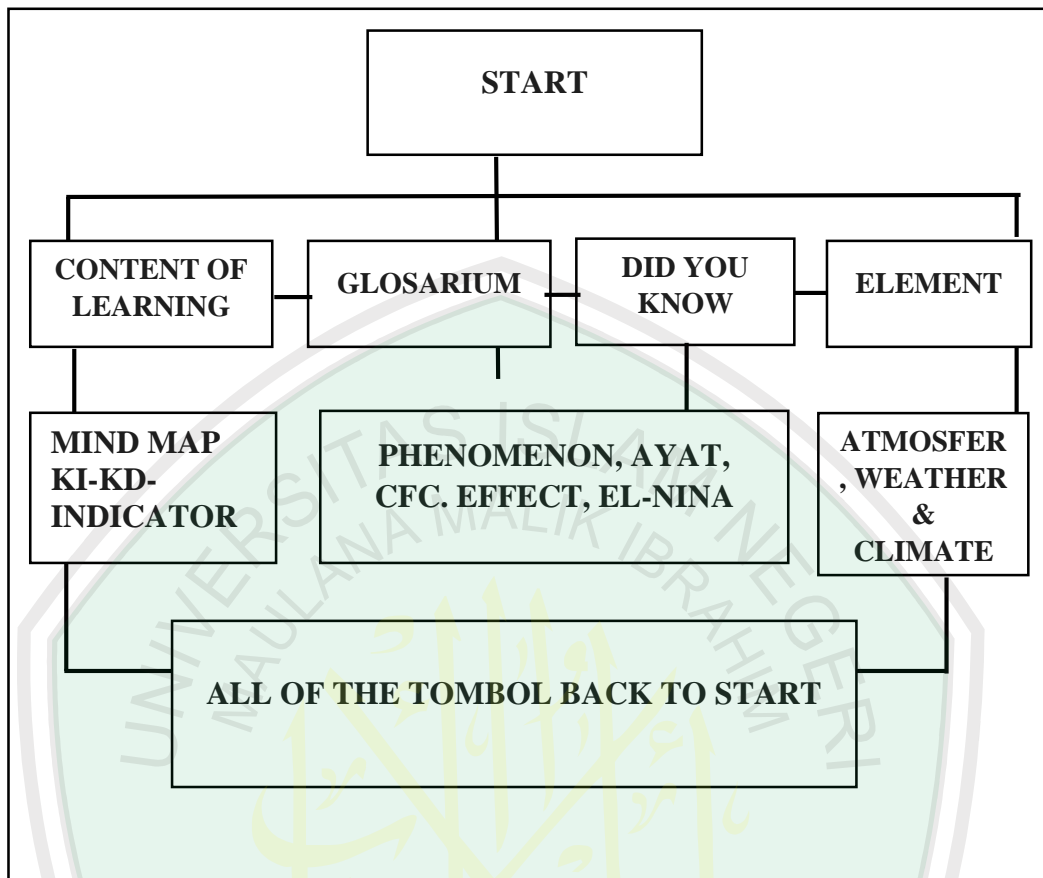 START
CONTENT OF
LEARNING
GLOSARIUM
DID YOU
KNOW
ELEMENT
MIND MAP
KI-KD-
INDICATOR
PHENOMENON, AYAT,
CFC. EFFECT, EL-NINA
ATMOSFER
, WEATHER
&
CLIMATE
ALL OF THE TOMBOL BACK TO START
UNIVERSITAS ISLAM NEGERI
MAULANA MALIK IBRAHIM